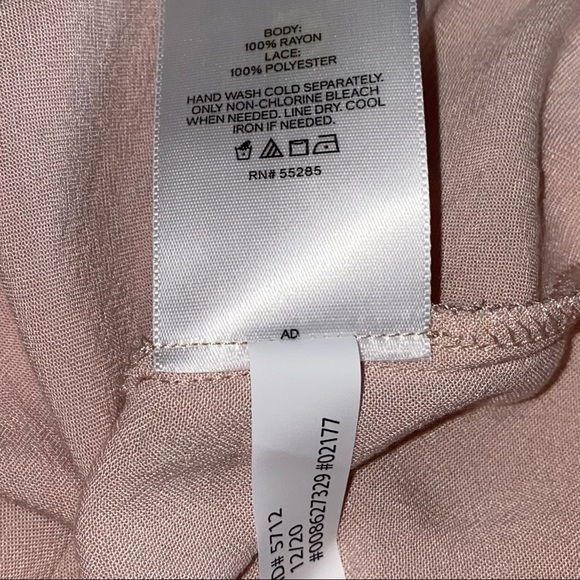 BODY:
100% RAYON
LACE:
100% POLYESTER
HAND WASH COLD SEPARATELY.
ONLY NON-CHLORINE BLEACH
WHEN NEEDED. LINE DRY. COOL
IRON IF NEEDED.
RN# 55285
AD
# 5712
12/20
#008627329 #02177